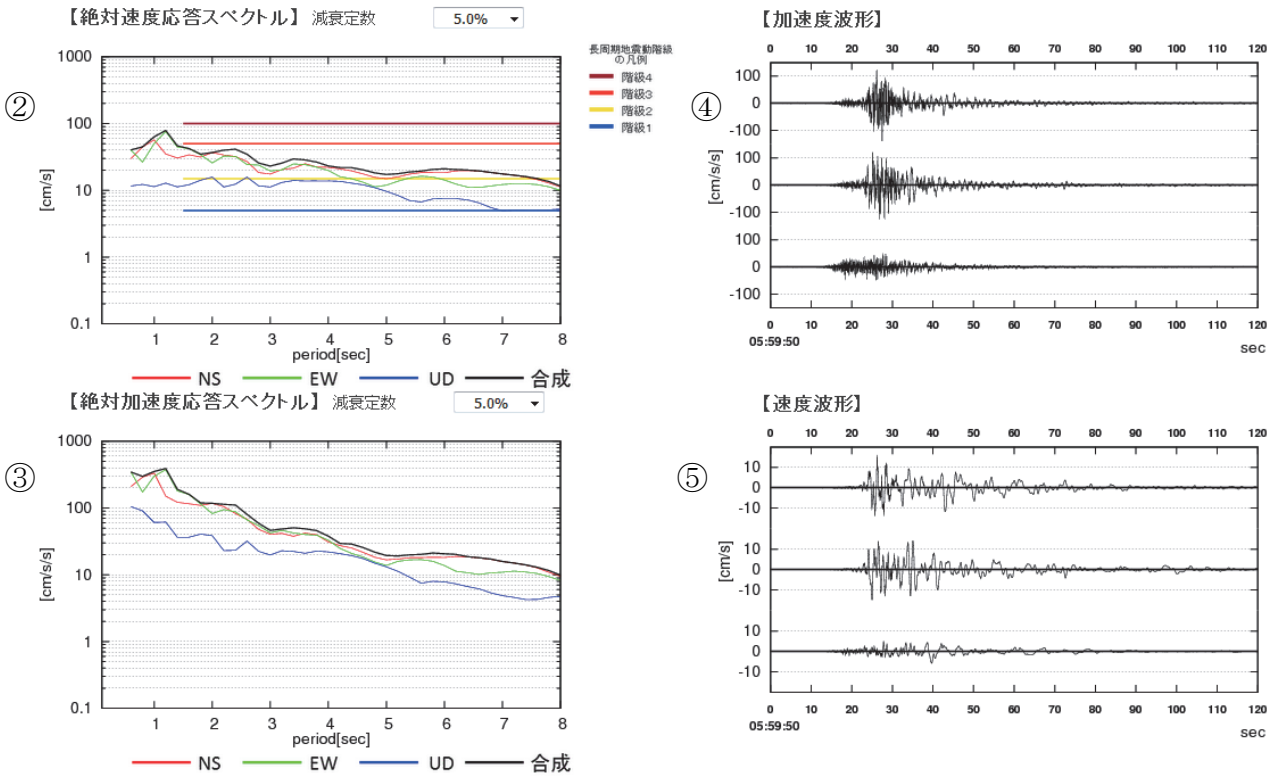 【絶対速度応答スペクトル】 減衰定数 5.0%
②
1000
100
10
1
0.1
[cm/s]
1 2 3 4 5 6 7 8
period[sec]
NS EW UD 合成
長周期地震動階級
の凡例
階級4
階級3
階級2
階級1
【絶対加速度応答スペクトル】 減衰定数 5.0%
③
1000
100
10
1
0.1
[cm/s/s]
1 2 3 4 5 6 7 8
period[sec]
NS EW UD 合成
【加速度波形】
④
0 10 20 30 40 50 60 70 80 90 100 110 120
100
0
-100
100
0
-100
100
0
-100
[cm/s/s]
0 10 20 30 40 50 60 70 80 90 100 110 120
05:59:50
sec
【速度波形】
⑤
0 10 20 30 40 50 60 70 80 90 100 110 120
10
0
-10
10
0
-10
10
0
-10
[cm/s]
0 10 20 30 40 50 60 70 80 90 100 110 120
05:59:50
sec